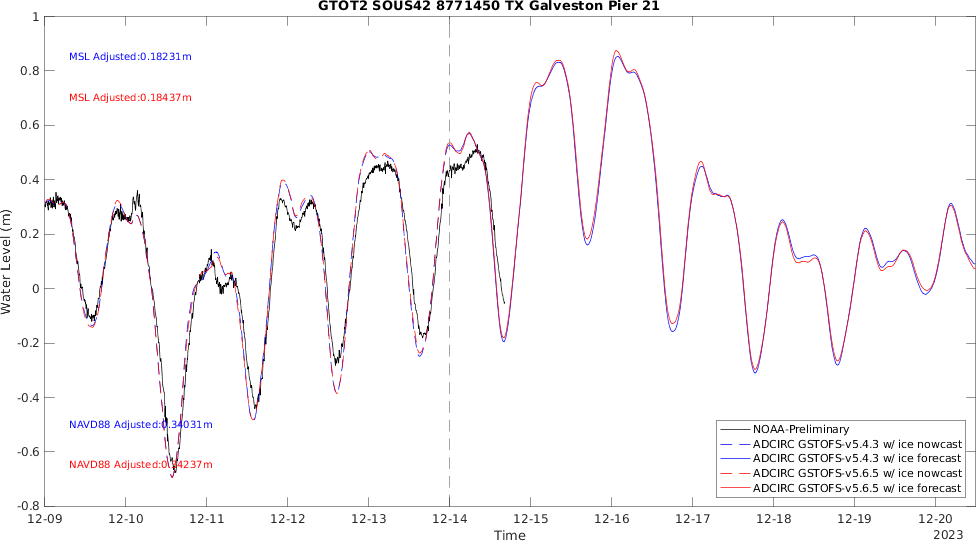 GTOT2 SOUS42 8771450 TX Galveston Pier 21
1
0.8
0.6
0.4
0.2
0
-0.2
-0.4
-0.6
-0.8
Water Level (m)
MSL Adjusted:0.18231m
MSL Adjusted:0.18437m
NAVD88 Adjusted:0.34031m
NAVD88 Adjusted:0.34237m
NOAA-Preliminary
ADCIRC GSTOFS-v5.4.3 w/ ice nowcast
ADCIRC GSTOFS-v5.4.3 w/ ice forecast
ADCIRC GSTOFS-v5.6.5 w/ ice nowcast
ADCIRC GSTOFS-v5.6.5 w/ ice forecast
12-09 12-10 12-11 12-12 12-13 12-14 12-15 12-16 12-17 12-18 12-19 12-20
2023
Time